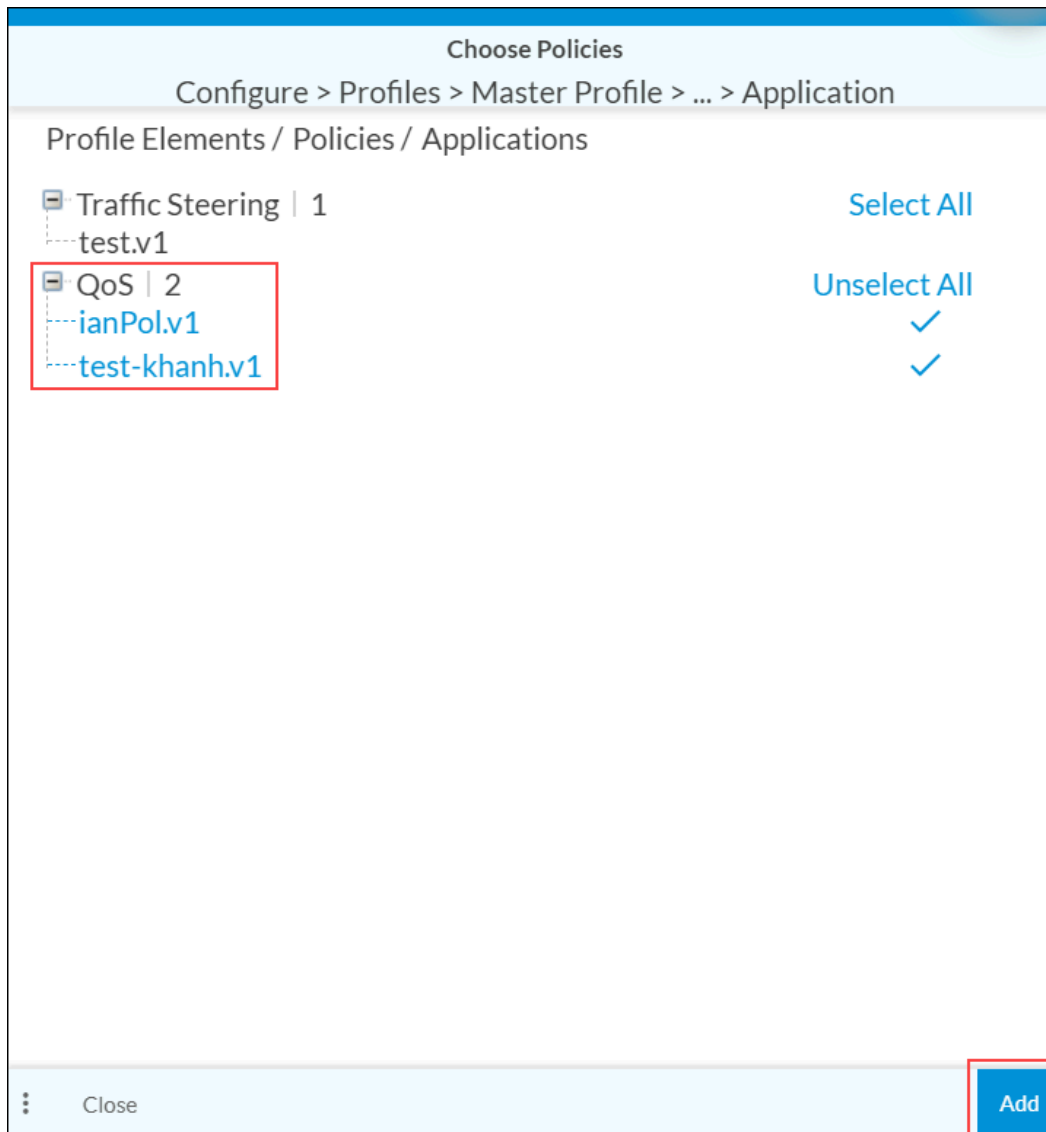 Choose Policies
Configure > Profiles > Master Profile > ... > Application
Profile Elements / Policies / Applications
Traffic Steering | 1 Select All
test.v1
QoS | 2 Unselect All
ianPol.v1
test-khanh.v1
Close Add